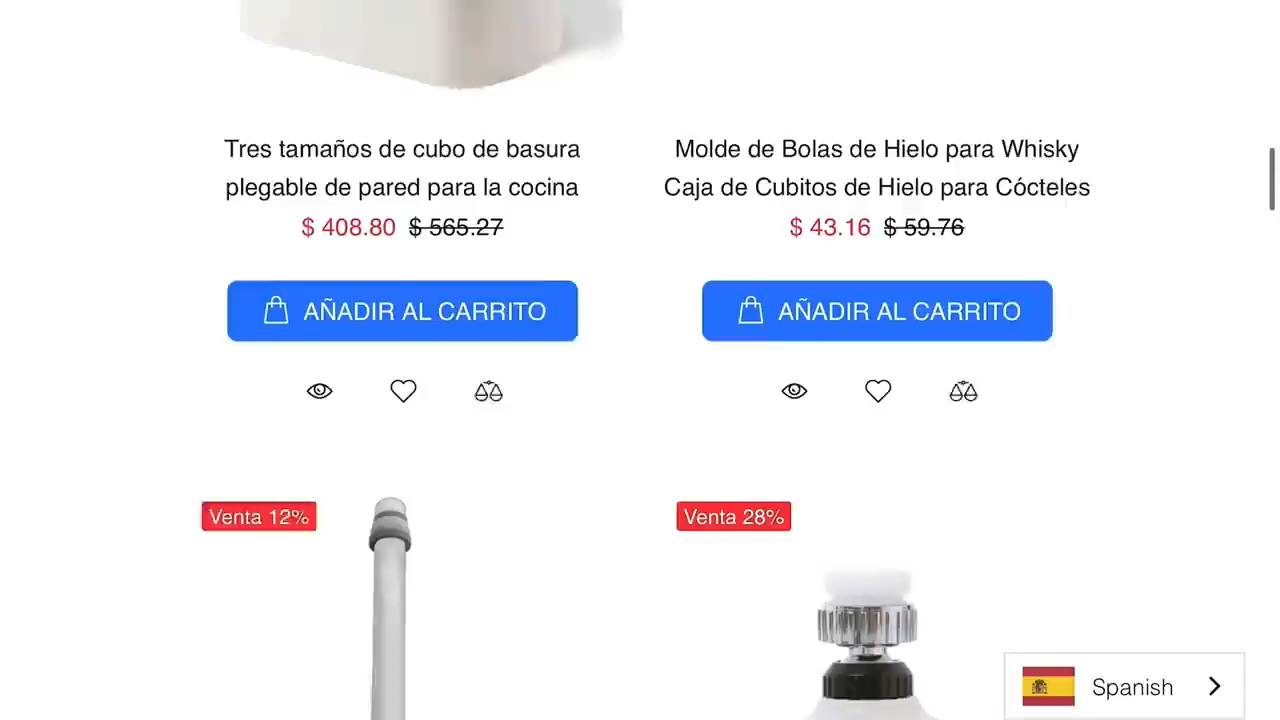 Tres tamaños de cubo de basura
plegable de pared para la cocina
$ 408.80 $ 565.27
AÑADIR AL CARRITO
Molde de Bolas de Hielo para Whisky
Caja de Cubitos de Hielo para Cócteles
$ 43.16 $ 59.76
AÑADIR AL CARRITO
Venta 12%
Venta 28%
Spanish